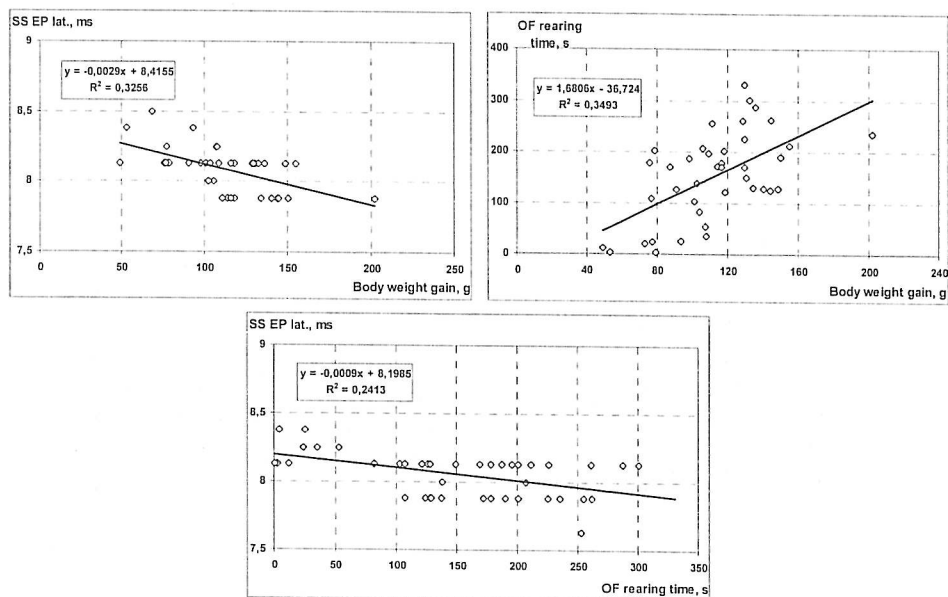 SS EP lat., ms
9
8,5
8
7,5
y = -0,0029x + 8,4155
R² = 0,3256
0 50 100 150 200 250
Body weight gain, g
OF rearing
time, s
400
300
200
100
0
y = 1,6806x - 36,724
R² = 0,3493
0 40 80 120 160 200 240
Body weight gain, g
SS EP lat., ms
9
8,5
8
7,5
y = -0,0009x + 8,1985
R² = 0,2413
0 50 100 150 200 250 300 350
OF rearing time, s